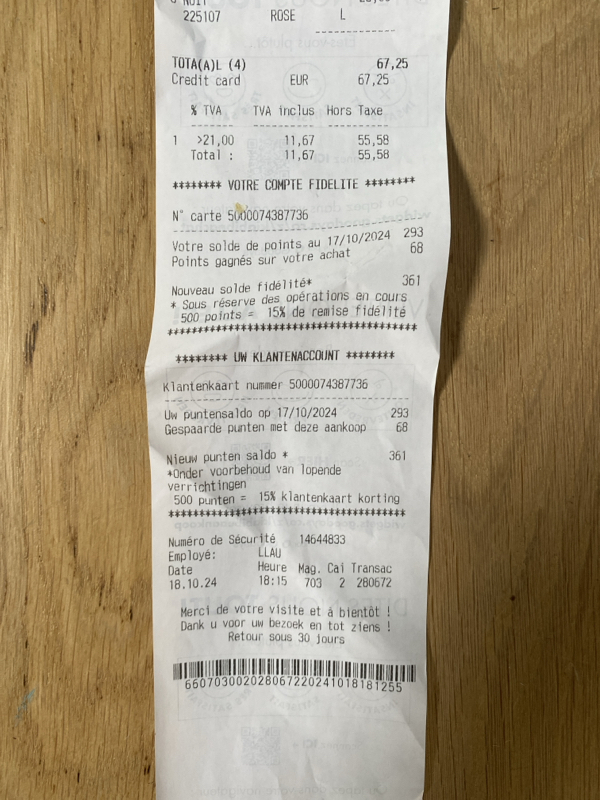 NUIT
225107 ROSE L
--------------
TOTA(A)L (4) 67,25
Credit card EUR 67,25
% TVA TVA inclus Hors Taxe
1 >21,00 11,67 55,58
Total : 11,67 55,58
******** VOTRE COMPTE FIDELITE ********
N° carte 5000074387736
Votre solde de points au 17/10/2024 293
Points gagnés sur votre achat 68
Nouveau solde fidélité* 361
* Sous réserve des opérations en cours
500 points = 15% de remise fidélité
****************************************
******** UW KLANTENACCOUNT ********
Klantenkaart nummer 5000074387736
Uw puntensaldo op 17/10/2024 293
Gespaarde punten met deze aankoop 68
Nieuw punten saldo * 361
*Onder voorbehoud van lopende
verrichtingen
500 punten = 15% klantenkaart korting
****************************************
Numéro de Sécurité 14644833
Employé: LLAU
Date Heure Mag. Cai Transac
18.10.24 18:15 703 2 280672
Merci de votre visite et à bientôt !
Dank u voor uw bezoek en tot ziens !
Retour sous 30 jours
660703002028067220241018181255